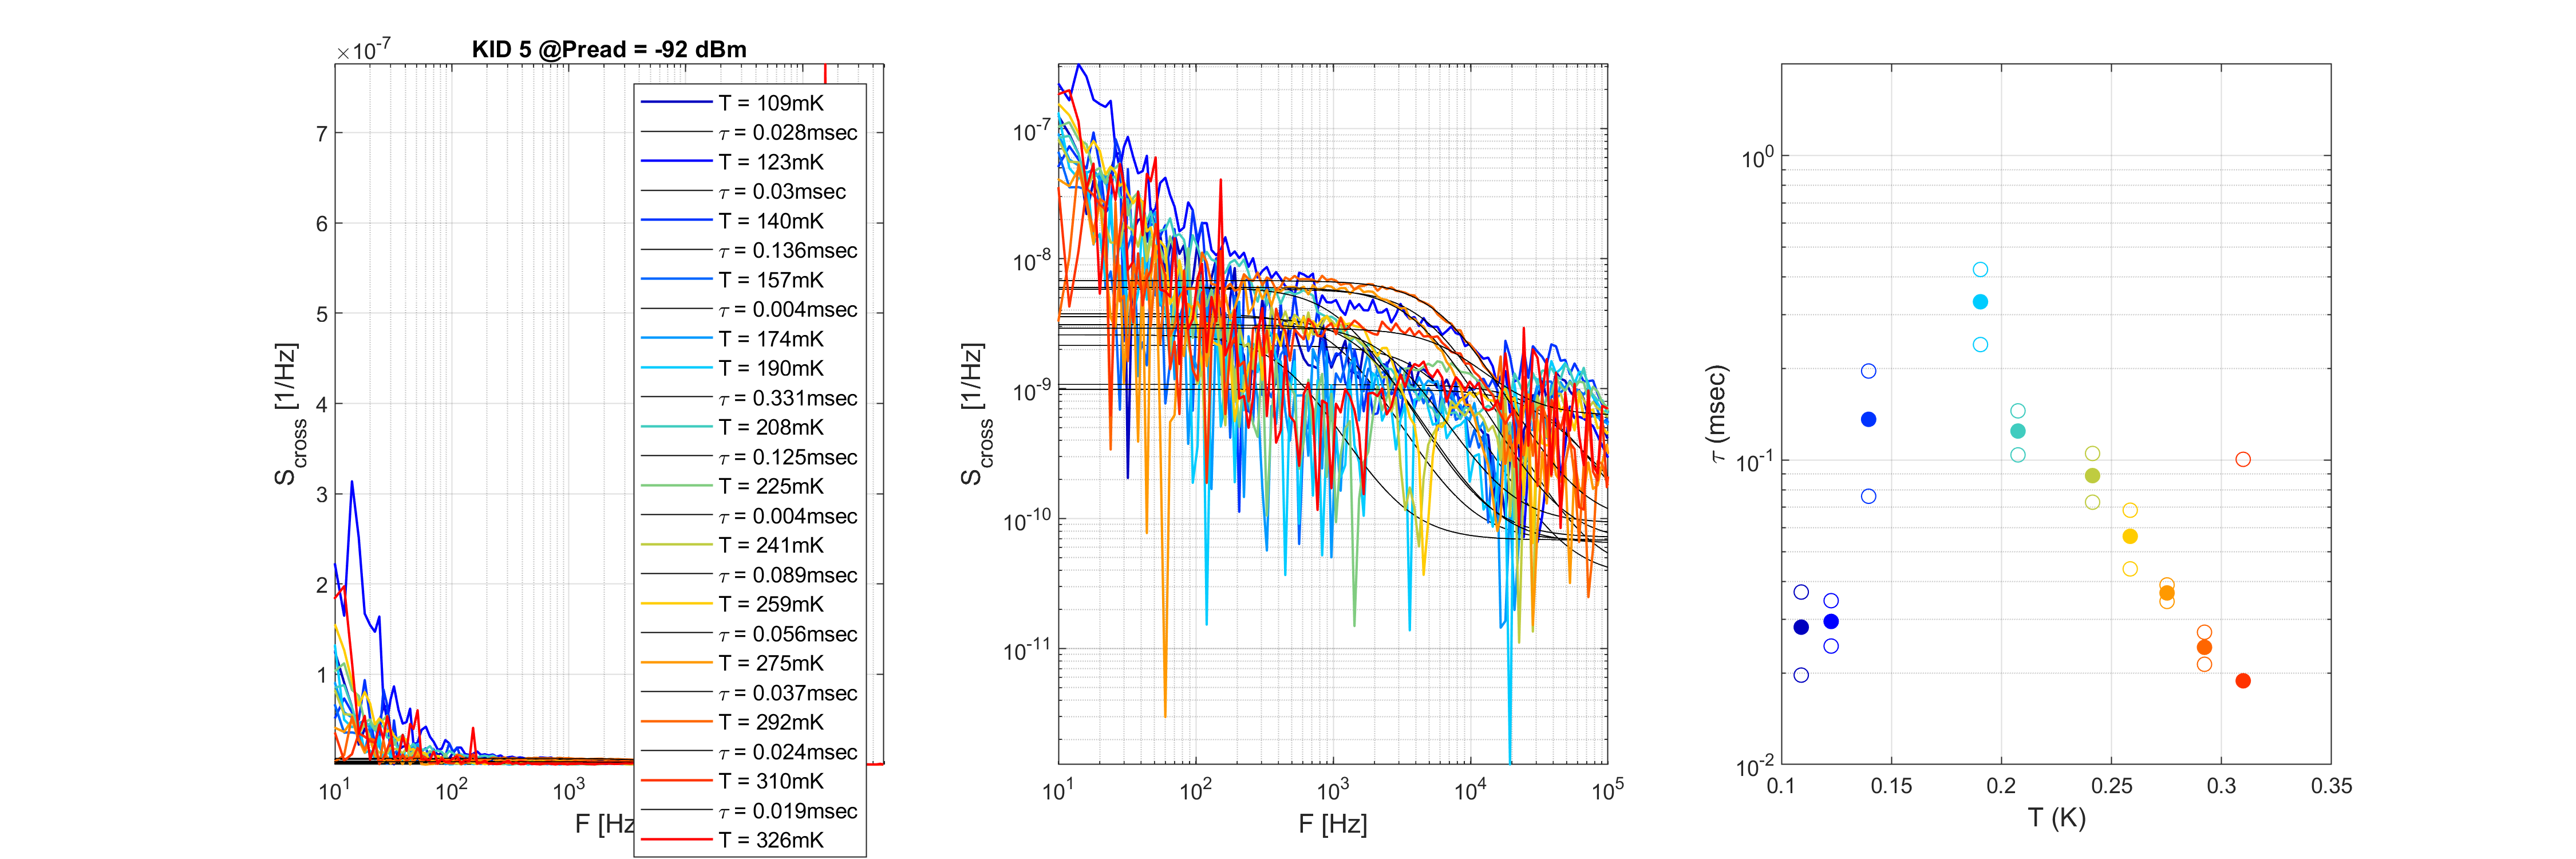 KID 5 @Pread = -92 dBm
×10^-7
7
6
5
4
3
2
1
S_cross [1/Hz]
10^1 10^2 10^3
F [Hz
T = 109mK
τ = 0.028msec
T = 123mK
τ = 0.03msec
T = 140mK
τ = 0.136msec
T = 157mK
τ = 0.004msec
T = 174mK
T = 190mK
τ = 0.331msec
T = 208mK
τ = 0.125msec
T = 225mK
τ = 0.004msec
T = 241mK
τ = 0.089msec
T = 259mK
τ = 0.056msec
T = 275mK
τ = 0.037msec
T = 292mK
τ = 0.024msec
T = 310mK
τ = 0.019msec
T = 326mK
10^-7
10^-8
10^-9
10^-10
10^-11
S_cross [1/Hz]
10^1 10^2 10^3 10^4 10^5
F [Hz]
10^0
10^-1
10^-2
τ (msec)
0.1 0.15 0.2 0.25 0.3 0.35
T (K)